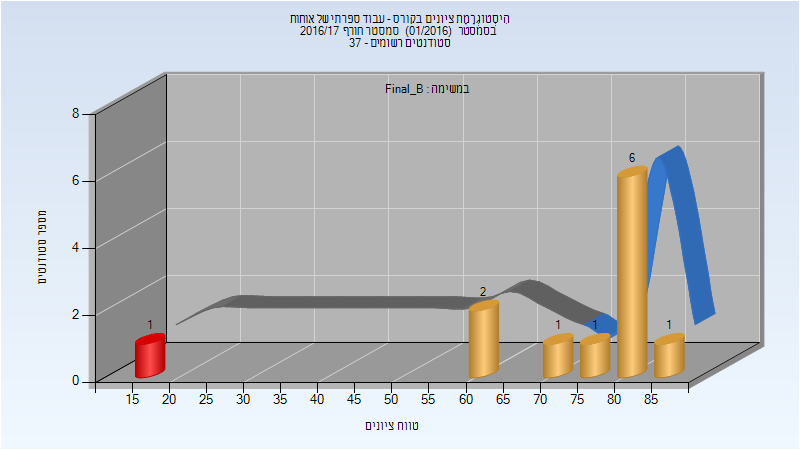 היסטוגרמת ציונים בקורס - עבוד ספרתי של אותות
בסמסטר (01/2016) סמסטר חורף 2016/17
סטודנטים רשומים - 37
במשימה : Final_B
מספר סטודנטים
8
6
4
2
0
1
2
1
1
6
1
15 20 25 30 35 40 45 50 55 60 65 70 75 80 85
טווח ציונים